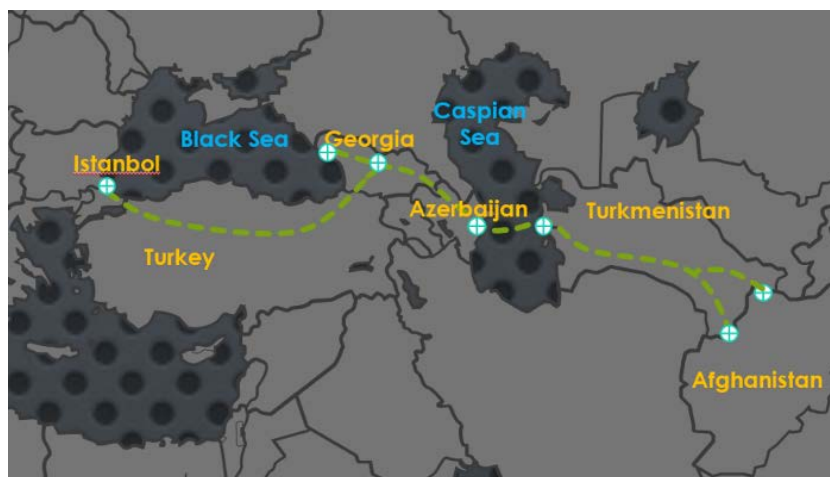 Caspian
Sea
Black Sea
Georgia
Istanbol
Azerbaijan
Turkmenistan
Turkey
Afghanistan